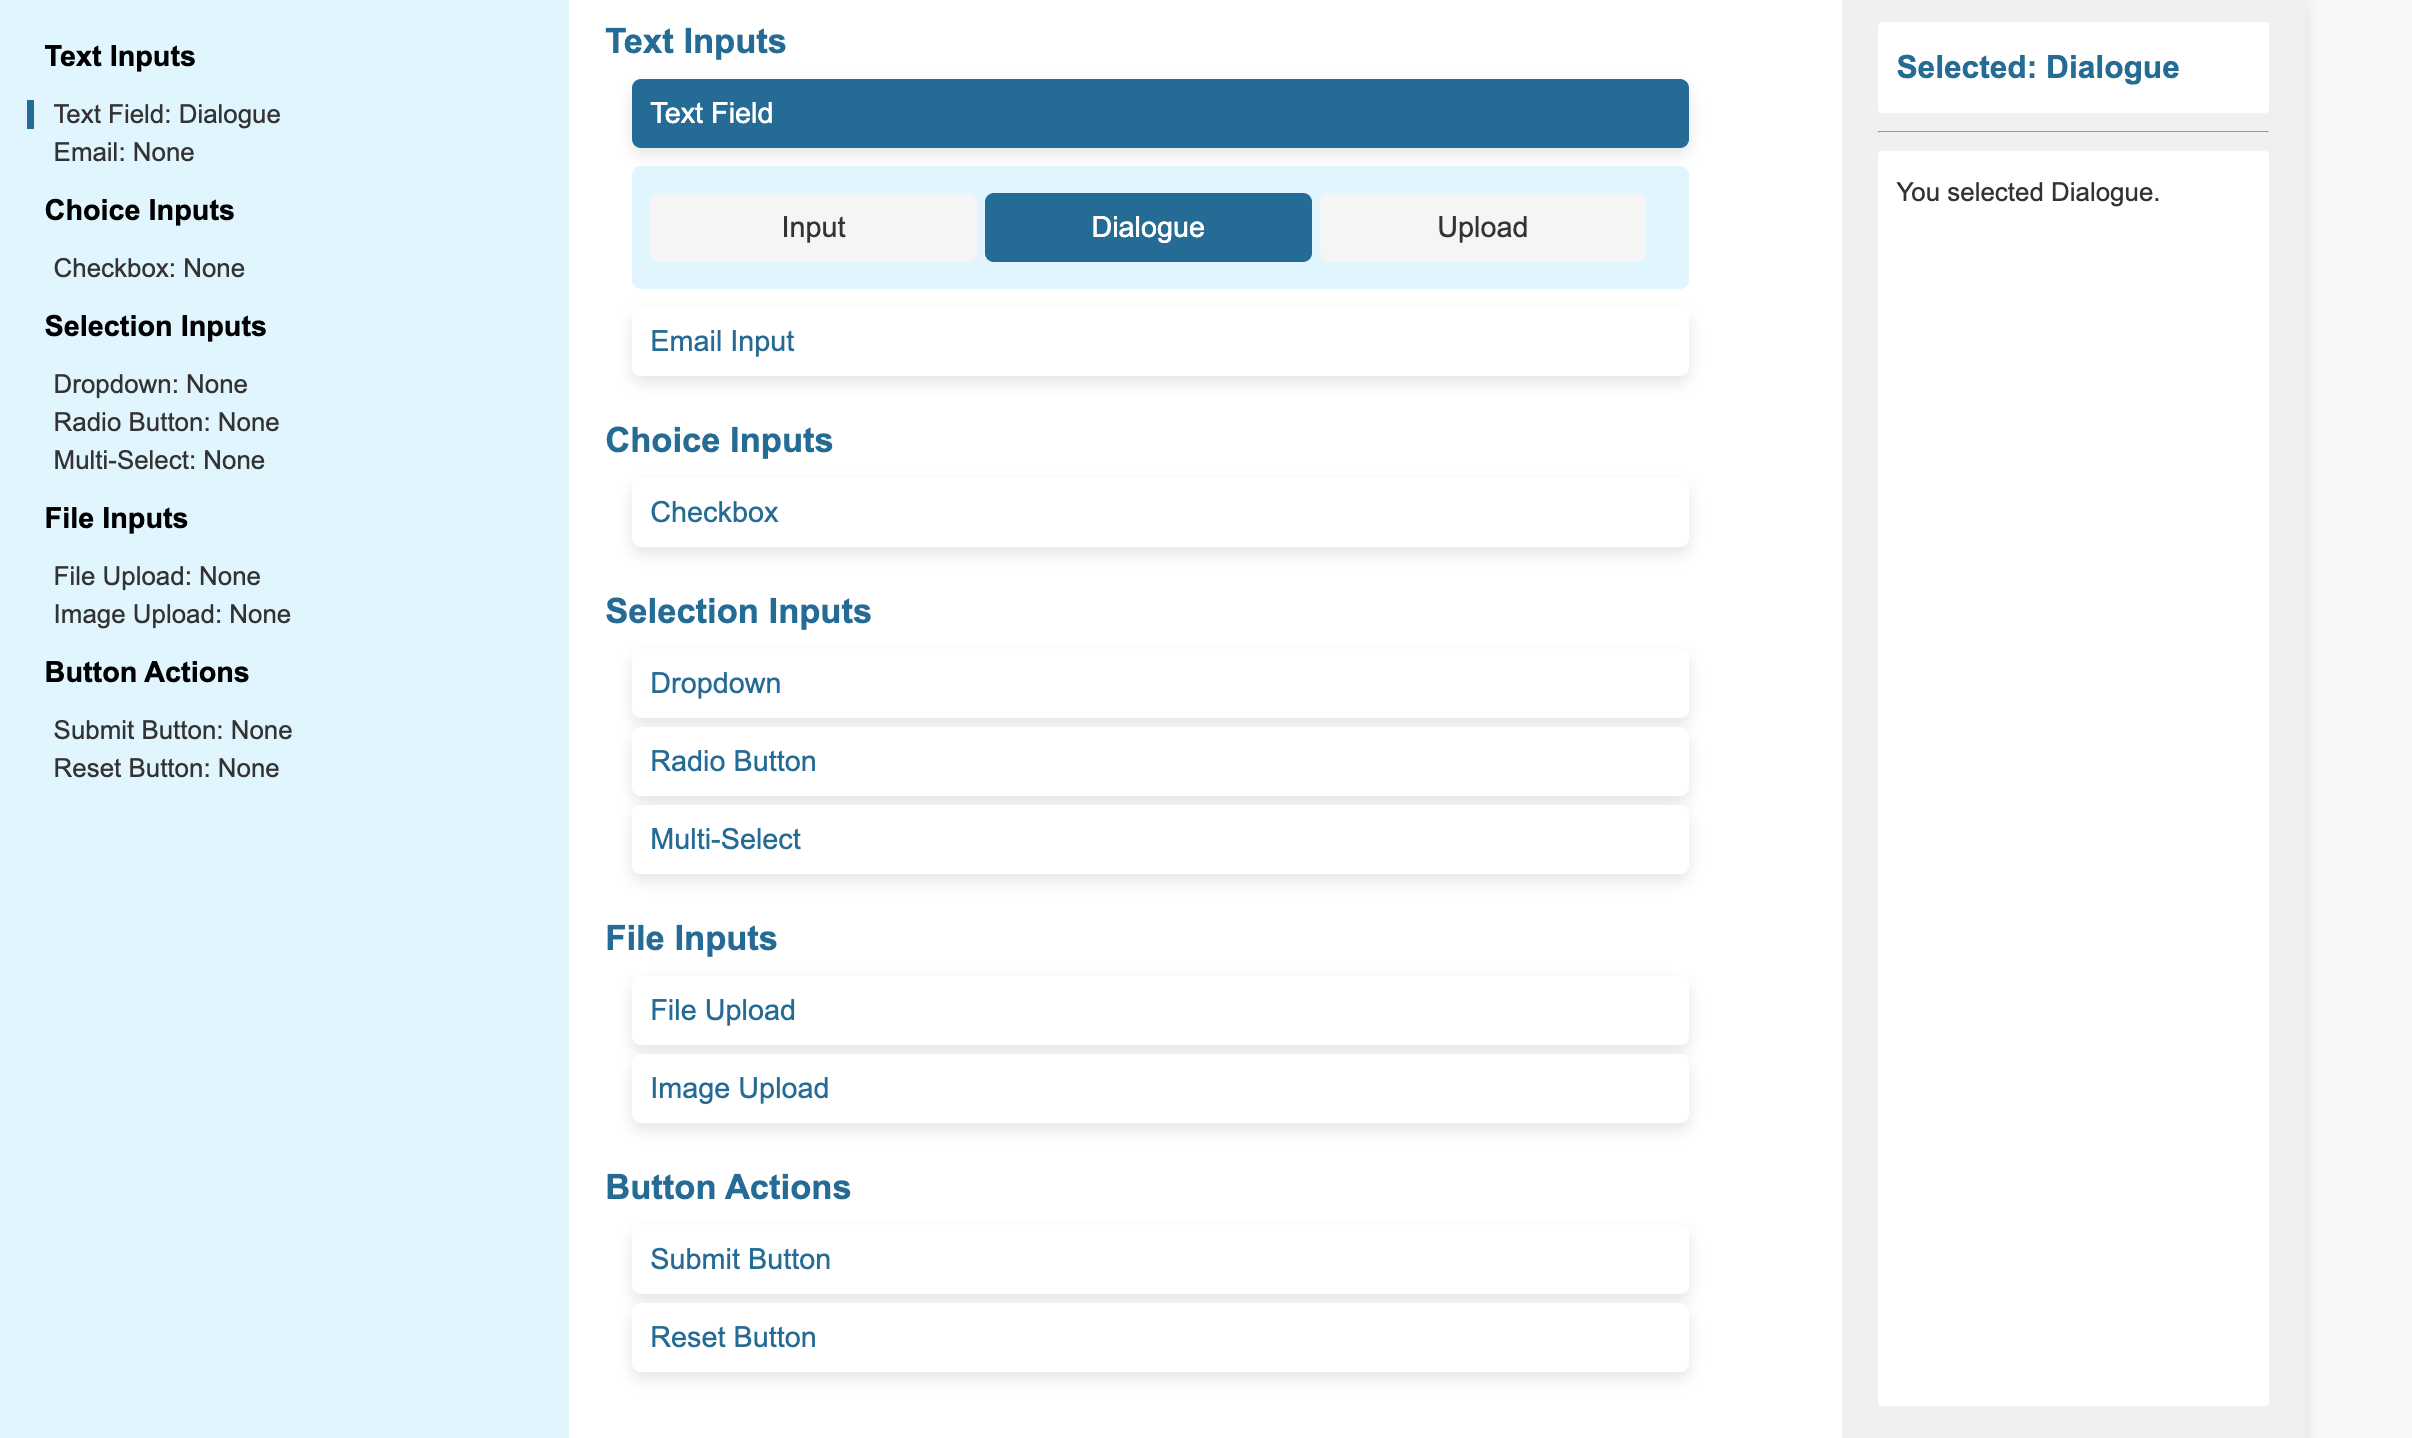 Text Inputs
Text Field: Dialogue
Email: None
Choice Inputs
Checkbox: None
Selection Inputs
Dropdown: None
Radio Button: None
Multi-Select: None
File Inputs
File Upload: None
Image Upload: None
Button Actions
Submit Button: None
Reset Button: None
Text Inputs
Text Field
Input Dialogue Upload
Email Input
Choice Inputs
Checkbox
Selection Inputs
Dropdown
Radio Button
Multi-Select
File Inputs
File Upload
Image Upload
Button Actions
Submit Button
Reset Button
Selected: Dialogue
You selected Dialogue.